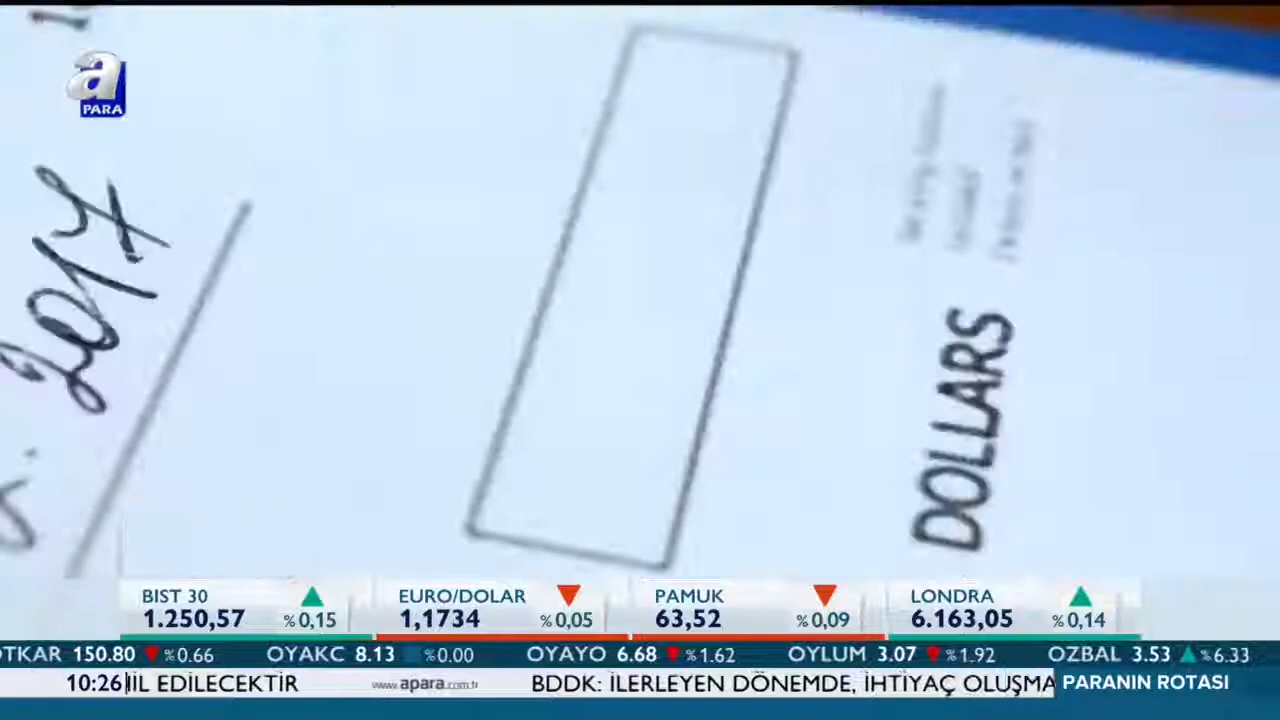 a
PARA
2017
DOLLARS
BIST 30
1.250,57 %0,15
EURO/DOLAR
1,1734 %0,05
PAMUK
63,52 %0,09
LONDRA
6.163,05 %0,14
OTKAR 150.80 %0.66 OYAKC 8.13 %0.00 OYAYO 6.68 %1.62 OYLUM 3.07 %1.92 OZBAL 3.53 %6.33
10:26 EDİLECEKTİR www.apara.com.tr BDDK: İLERLEYEN DÖNEMDE, İHTİYAÇ OLUŞMA PARANIN ROTASI